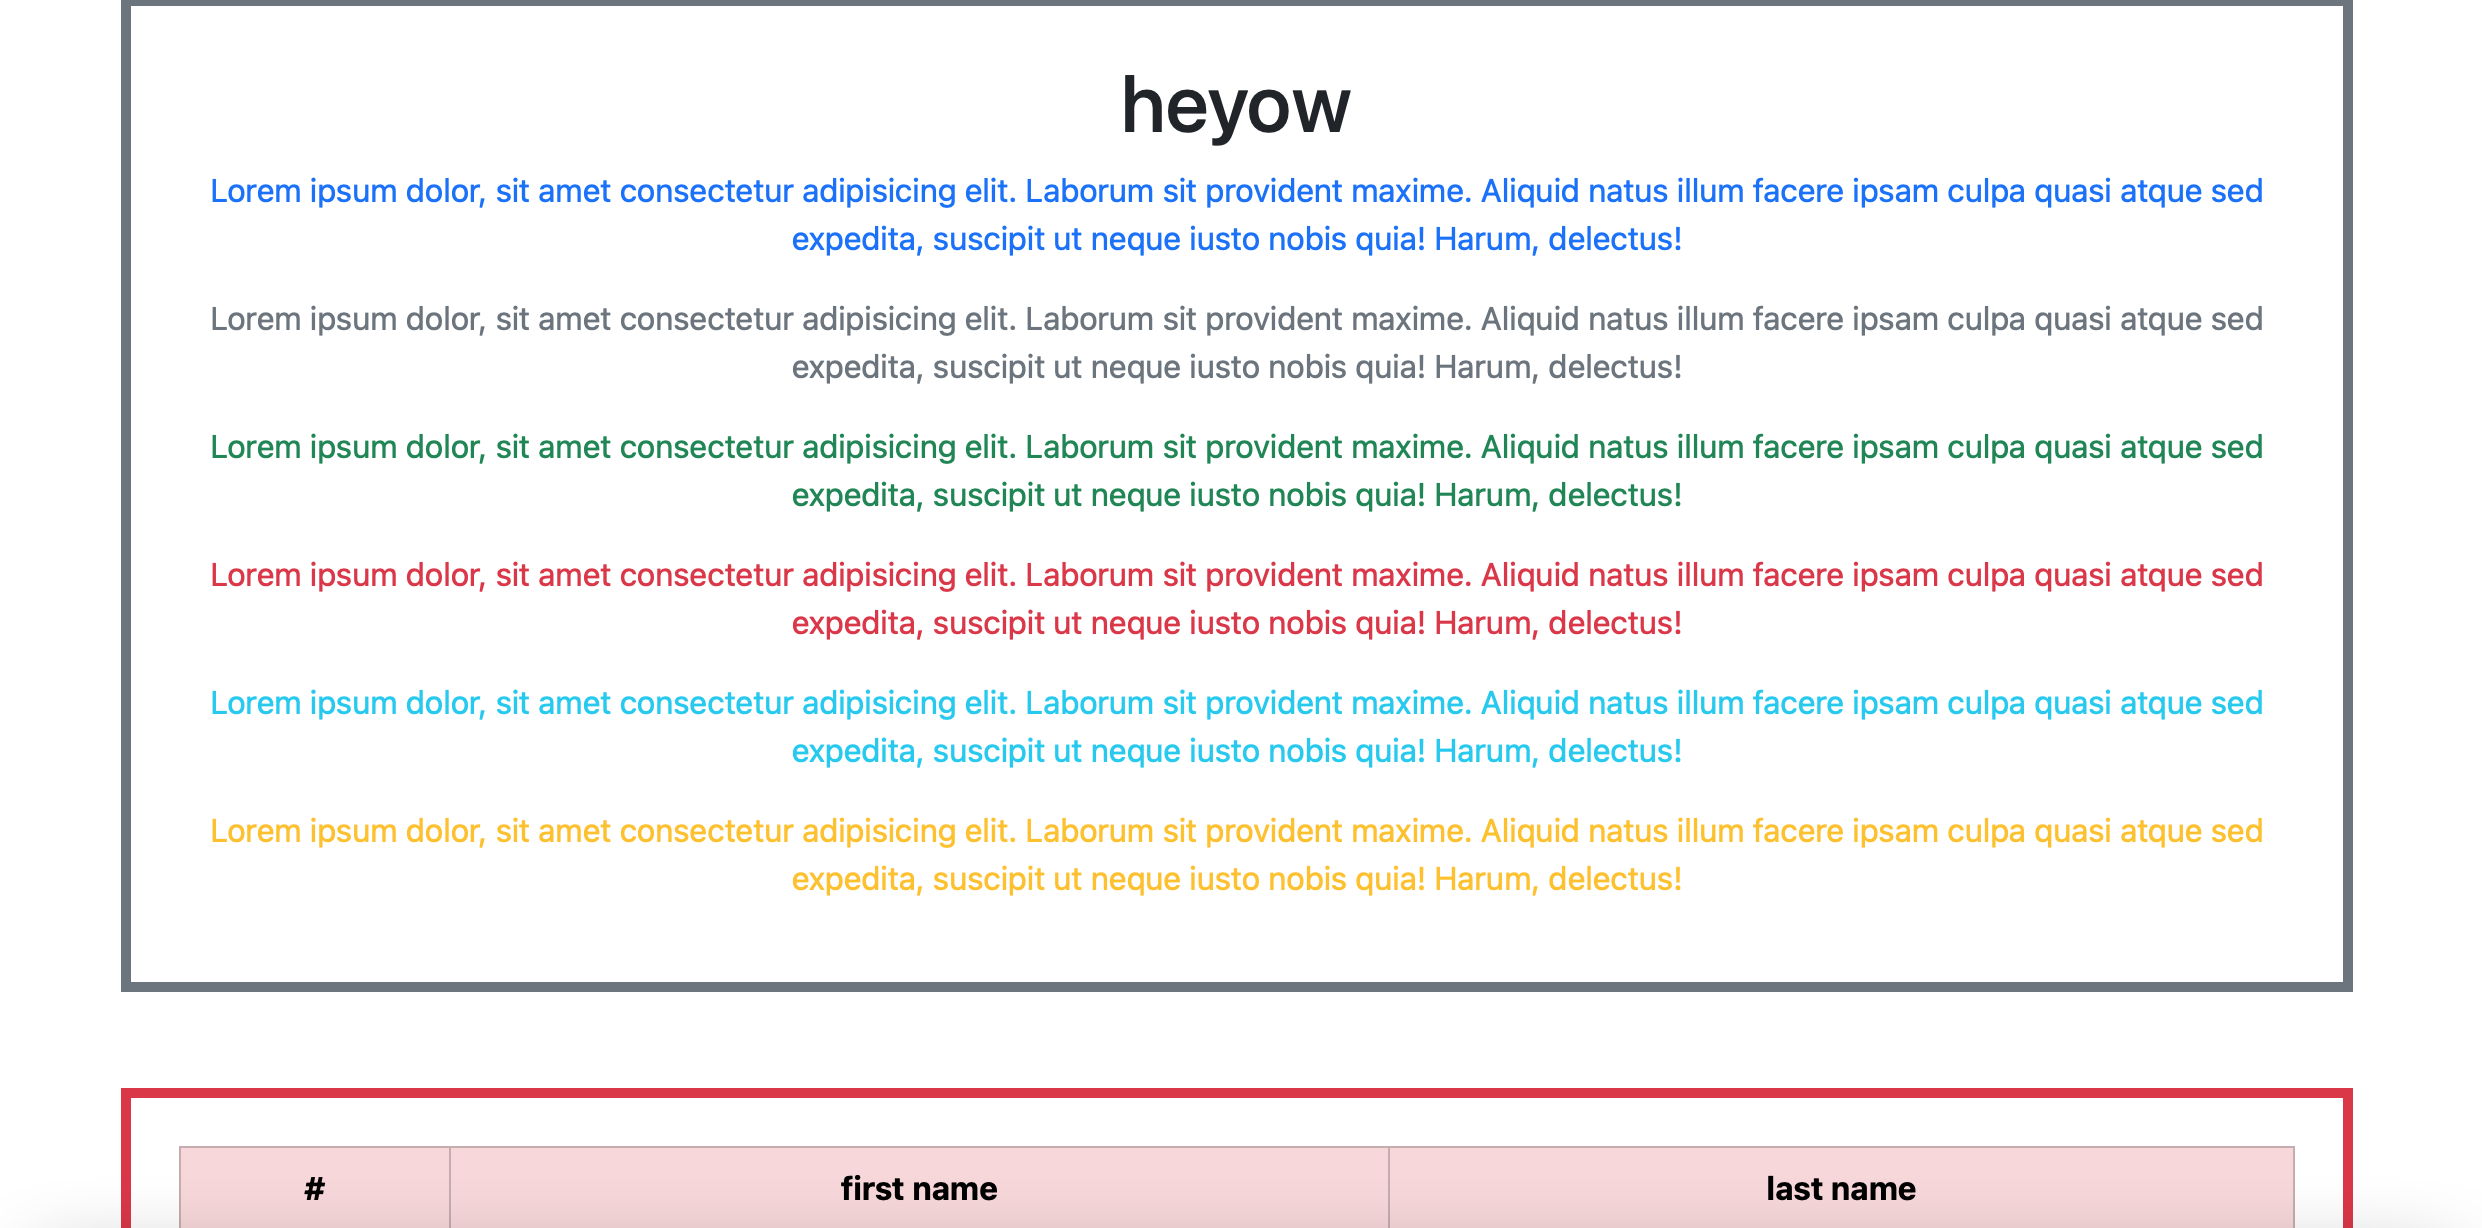 heyow
Lorem ipsum dolor, sit amet consectetur adipisicing elit. Laborum sit provident maxime. Aliquid natus illum facere ipsam culpa quasi atque sed
expedita, suscipit ut neque iusto nobis quia! Harum, delectus!
Lorem ipsum dolor, sit amet consectetur adipisicing elit. Laborum sit provident maxime. Aliquid natus illum facere ipsam culpa quasi atque sed
expedita, suscipit ut neque iusto nobis quia! Harum, delectus!
Lorem ipsum dolor, sit amet consectetur adipisicing elit. Laborum sit provident maxime. Aliquid natus illum facere ipsam culpa quasi atque sed
expedita, suscipit ut neque iusto nobis quia! Harum, delectus!
Lorem ipsum dolor, sit amet consectetur adipisicing elit. Laborum sit provident maxime. Aliquid natus illum facere ipsam culpa quasi atque sed
expedita, suscipit ut neque iusto nobis quia! Harum, delectus!
Lorem ipsum dolor, sit amet consectetur adipisicing elit. Laborum sit provident maxime. Aliquid natus illum facere ipsam culpa quasi atque sed
expedita, suscipit ut neque iusto nobis quia! Harum, delectus!
Lorem ipsum dolor, sit amet consectetur adipisicing elit. Laborum sit provident maxime. Aliquid natus illum facere ipsam culpa quasi atque sed
expedita, suscipit ut neque iusto nobis quia! Harum, delectus!
# first name last name